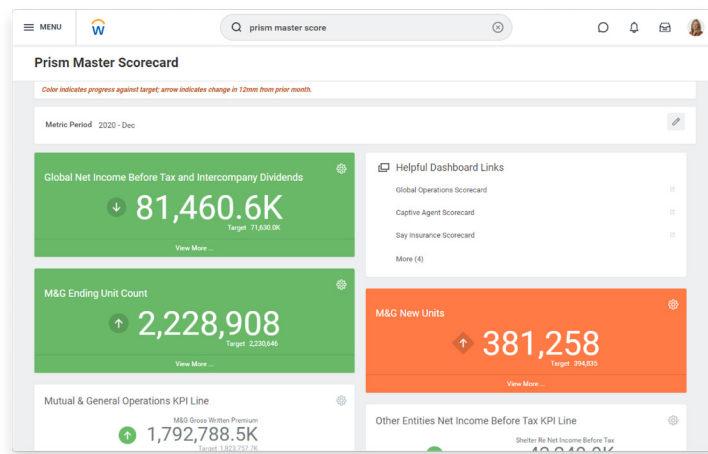 MENU
prism master score
Prism Master Scorecard
Color indicates progress against target; arrow indicates change in 12mm from prior month.
Metric Period 2020 - Dec
Global Net Income Before Tax and Intercompany Dividends
81,460.6K
Target 71,630.0K
View More ...
Helpful Dashboard Links
Global Operations Scorecard
Captive Agent Scorecard
Say Insurance Scorecard
More (4)
M&G Ending Unit Count
2,228,908
Target 2,230,646
View More ...
M&G New Units
381,258
Target 394,835
View More ...
Mutual & General Operations KPI Line
M&G Gross Written Premium
1,792,788.5K
Target 1,823,757.7K
Other Entities Net Income Before Tax KPI Line
Shelter Re Net Income Before Tax